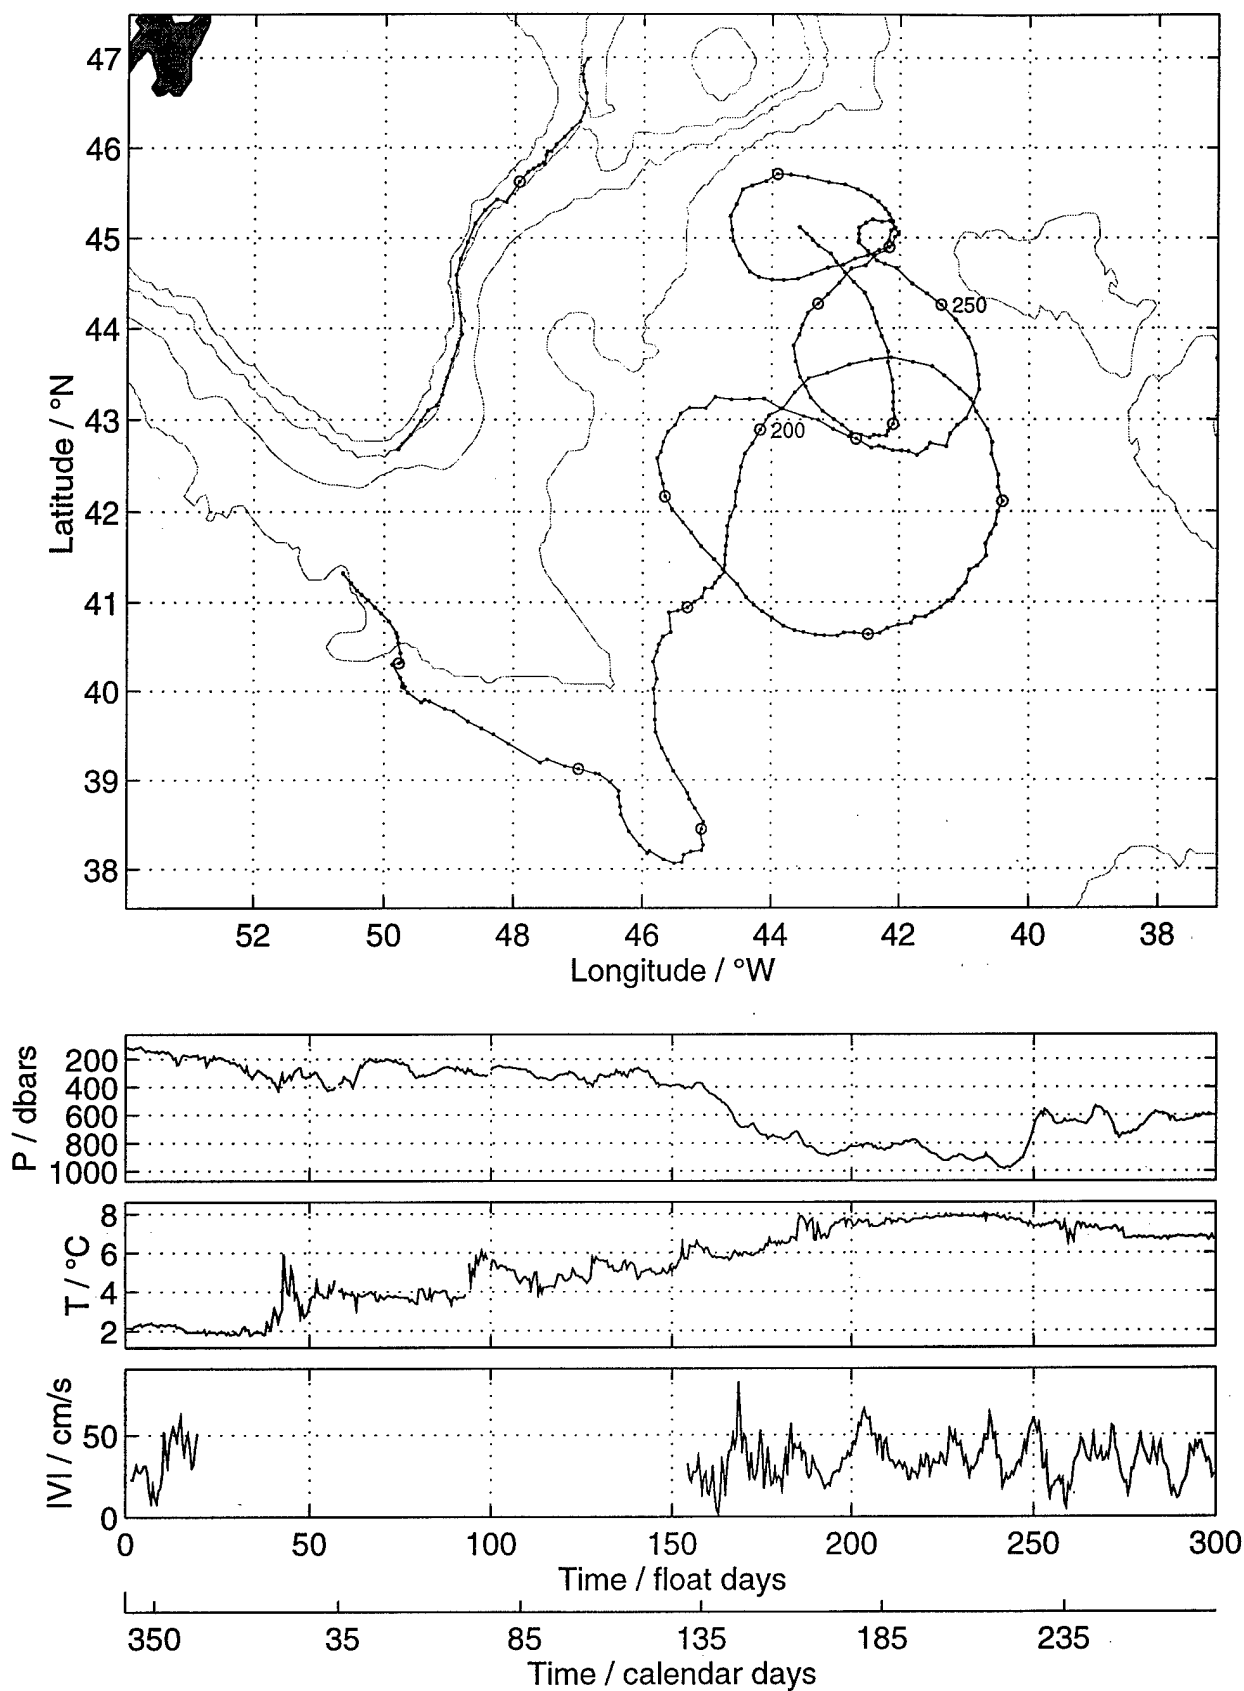 47
46
45
44
43
42
41
40
39
38
Latitude / °N
250
200
52 50 48 46 44 42 40 38
Longitude / °W
P / dbars
200
400
600
800
1000
T / °C
8
6
4
2
|V| / cm/s
50
0
0 50 100 150 200 250 300
Time / float days
350 35 85 135 185 235
Time / calendar days